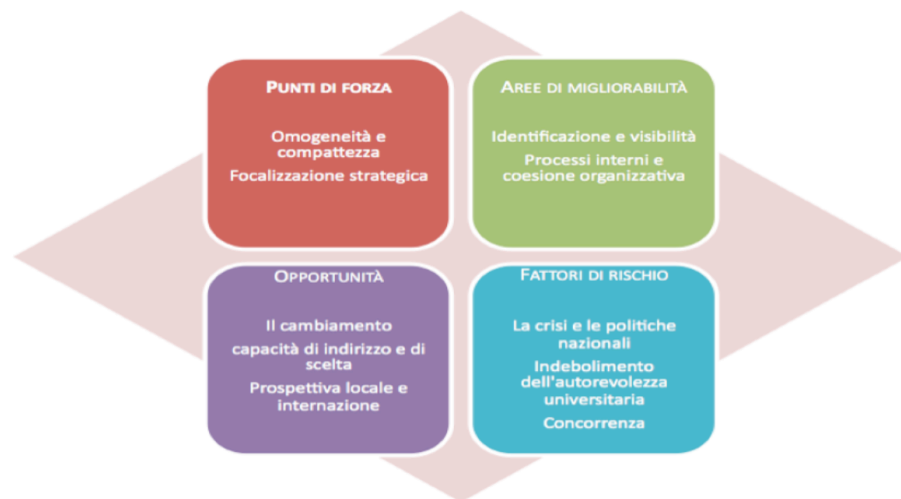 PUNTI DI FORZA
Omogeneità e
compattezza
Focalizzazione strategica
AREE DI MIGLIORABILITÀ
Identificazione e visibilità
Processi interni e
coesione organizzativa
OPPORTUNITÀ
Il cambiamento
capacità di indirizzo e di
scelta
Prospettiva locale e
internazione
FATTORI DI RISCHIO
La crisi e le politiche
nazionali
Indebolimento
dell'autorevolezza
universitaria
Concorrenza